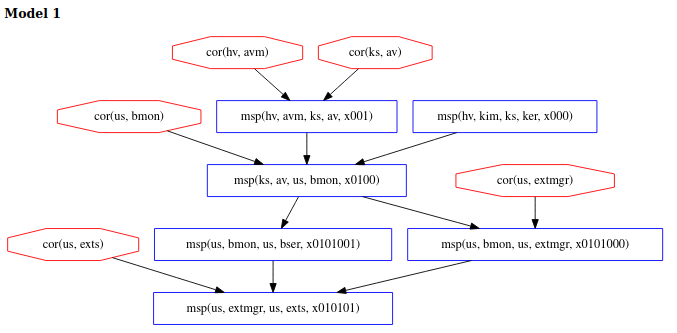 Model 1
cor(hv, avm)
cor(ks, av)
cor(us, bmon)
msp(hv, avm, ks, av, x001)
msp(hv, kim, ks, ker, x000)
msp(ks, av, us, bmon, x0100)
cor(us, extmgr)
cor(us, exts)
msp(us, bmon, us, bser, x0101001)
msp(us, bmon, us, extmgr, x0101000)
msp(us, extmgr, us, exts, x010101)